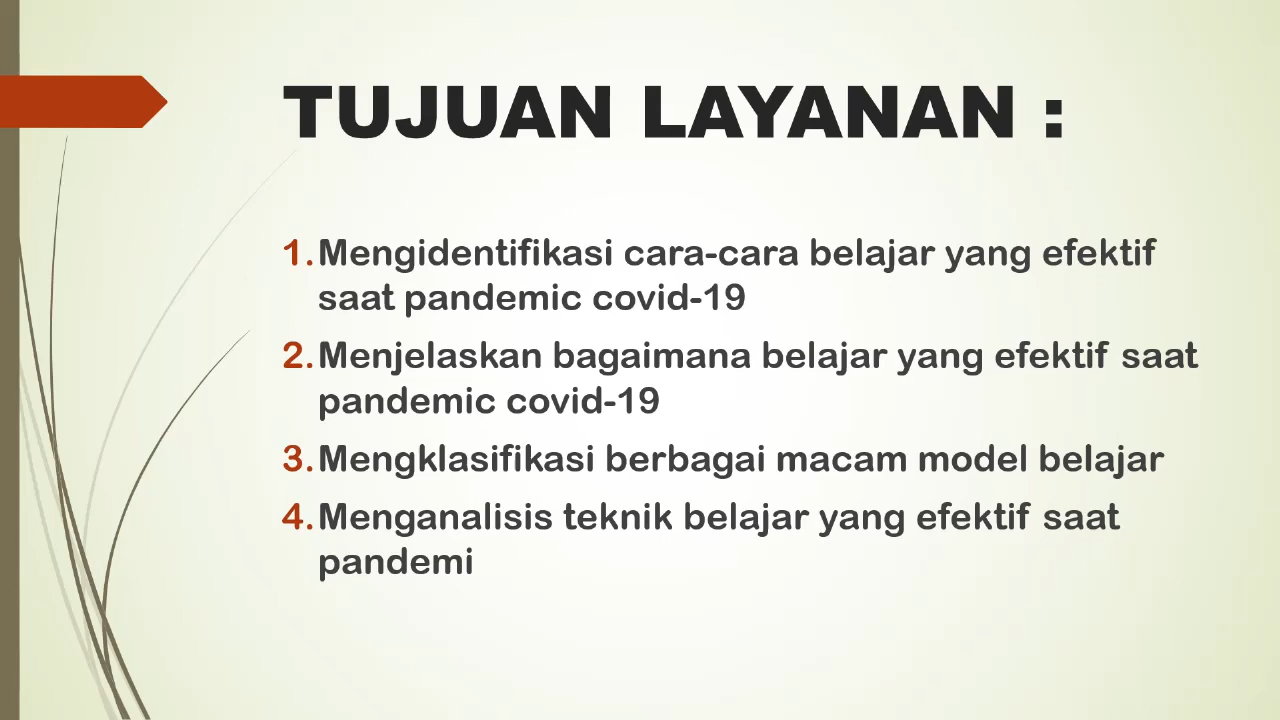 TUJUAN LAYANAN :
1.Mengidentifikasi cara-cara belajar yang efektif
saat pandemic covid-19
2.Menjelaskan bagaimana belajar yang efektif saat
pandemic covid-19
3.Mengklasifikasi berbagai macam model belajar
4.Menganalisis teknik belajar yang efektif saat
pandemi